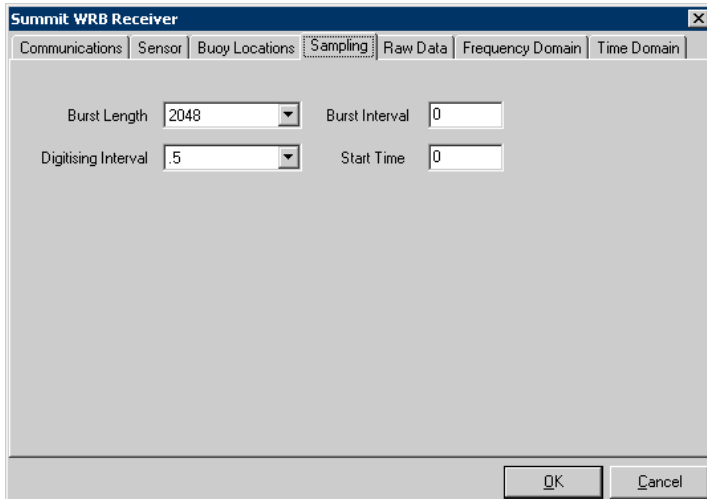 Summit WRB Receiver
Communications Sensor Buoy Locations Sampling Raw Data Frequency Domain Time Domain
Burst Length 2048 Burst Interval 0
Digitising Interval .5 Start Time 0
OK Cancel